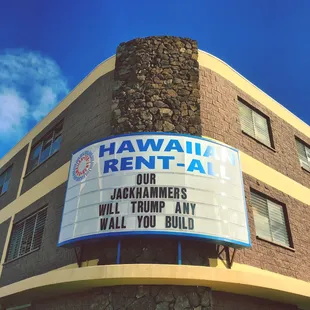 HAWAIIAN
RENT-ALL
OUR
JACKHAMMERS
WILL TRUMP ANY
WALL YOU BUILD